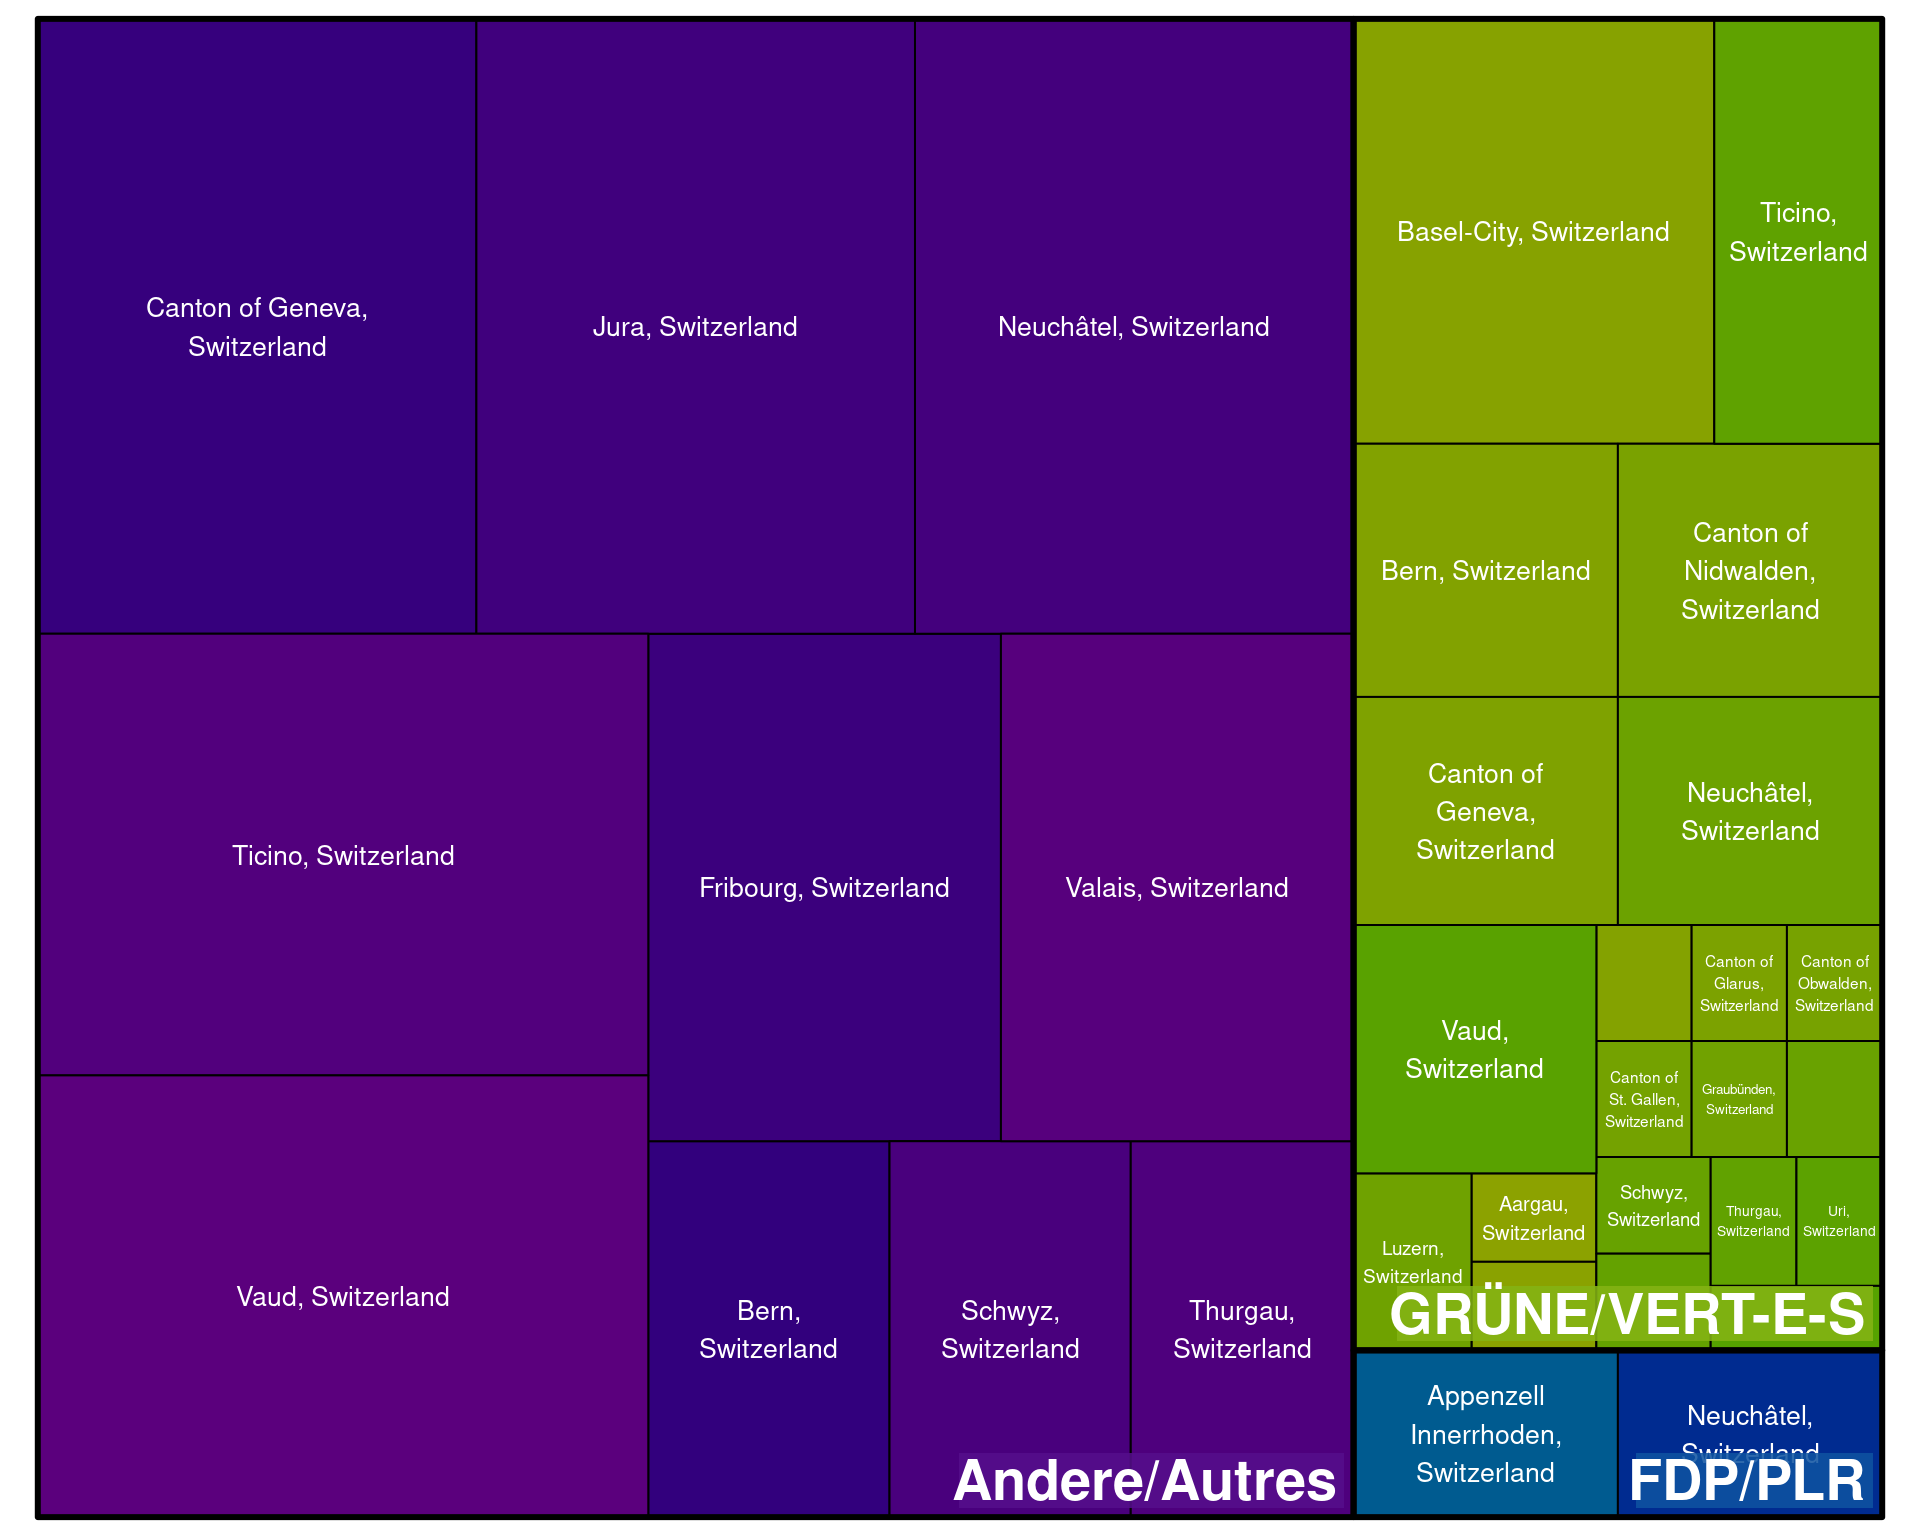 Canton of Geneva,
Switzerland
Jura, Switzerland
Neuchâtel, Switzerland
Ticino, Switzerland
Fribourg, Switzerland
Valais, Switzerland
Vaud, Switzerland
Bern,
Switzerland
Schwyz,
Switzerland
Thurgau,
Switzerland
Andere/Autres
Basel-City, Switzerland
Ticino,
Switzerland
Bern, Switzerland
Canton of
Nidwalden,
Switzerland
Canton of
Geneva,
Switzerland
Neuchâtel,
Switzerland
Vaud,
Switzerland
Canton of
Glarus,
Switzerland
Canton of
Obwalden,
Switzerland
Canton of
St. Gallen,
Switzerland
Graubünden,
Switzerland
Luzern,
Switzerland
Aargau,
Switzerland
Schwyz,
Switzerland
Thurgau,
Switzerland
Uri,
Switzerland
GRÜNE/VERT-E-S
Appenzell
Innerrhoden,
Switzerland
Neuchâtel,
Switzerland
FDP/PLR